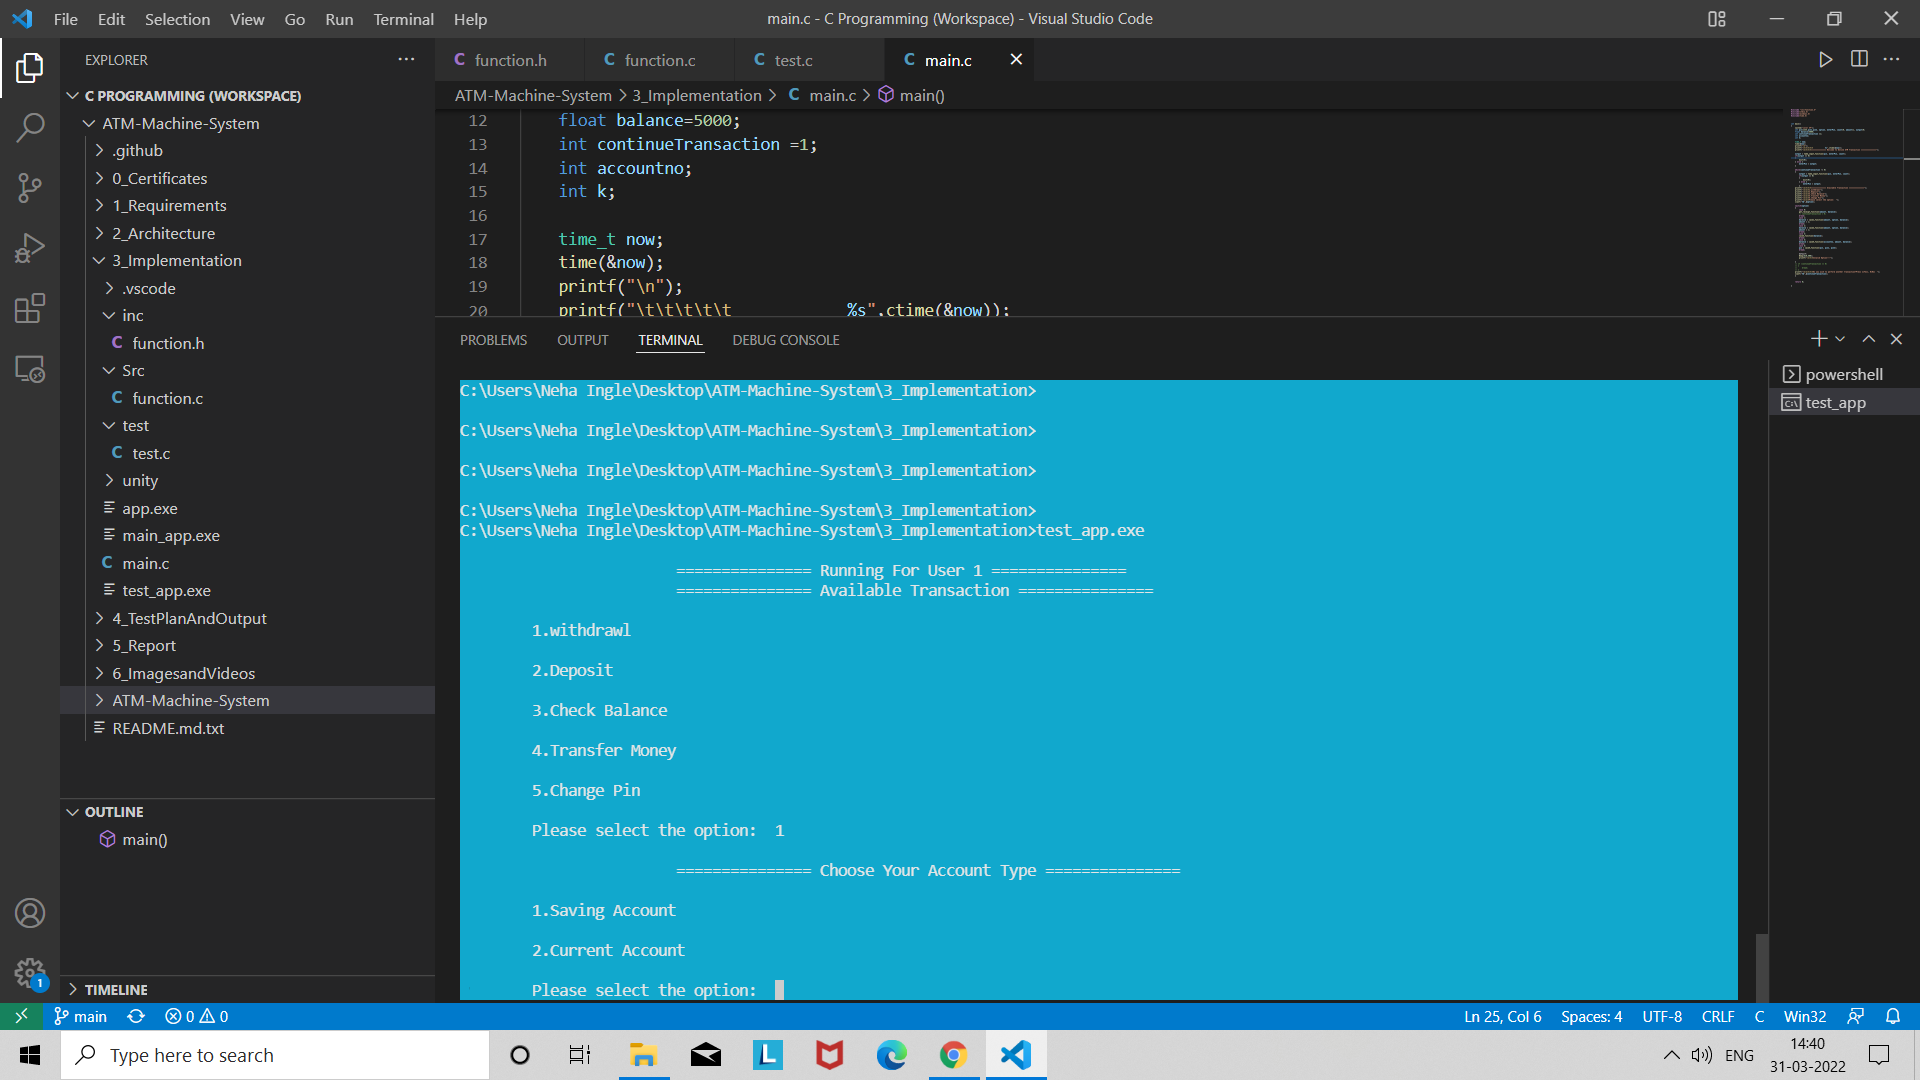 File Edit Selection View Go Run Terminal Help
main.c - C Programming (Workspace) - Visual Studio Code
EXPLORER
C PROGRAMMING (WORKSPACE)
ATM-Machine-System
.github
0_Certificates
1_Requirements
2_Architecture
3_Implementation
.vscode
inc
C function.h
Src
C function.c
test
C test.c
unity
app.exe
main_app.exe
C main.c
test_app.exe
4_TestPlanAndOutput
5_Report
6_ImagesandVideos
ATM-Machine-System
README.md.txt
OUTLINE
main()
TIMELINE
C function.h C function.c C test.c C main.c
ATM-Machine-System > 3_Implementation > C main.c > main()
12 float balance=5000;
13 int continueTransaction =1;
14 int accountno;
15 int k;
16
17 time_t now;
18 time(&now);
19 printf("\n");
20 printf("\t\t\t\t\t %s",ctime(&now));
PROBLEMS OUTPUT TERMINAL DEBUG CONSOLE
powershell
test_app
C:\Users\Neha Ingle\Desktop\ATM-Machine-System\3_Implementation>
C:\Users\Neha Ingle\Desktop\ATM-Machine-System\3_Implementation>
C:\Users\Neha Ingle\Desktop\ATM-Machine-System\3_Implementation>
C:\Users\Neha Ingle\Desktop\ATM-Machine-System\3_Implementation>
C:\Users\Neha Ingle\Desktop\ATM-Machine-System\3_Implementation>test_app.exe
=============== Running For User 1 ===============
=============== Available Transaction ===============
1.withdrawl
2.Deposit
3.Check Balance
4.Transfer Money
5.Change Pin
Please select the option: 1
=============== Choose Your Account Type ===============
1.Saving Account
2.Current Account
Please select the option:
1
main 0 0
Ln 25, Col 6 Spaces: 4 UTF-8 CRLF C Win32
Type here to search
L
ENG
14:40
31-03-2022